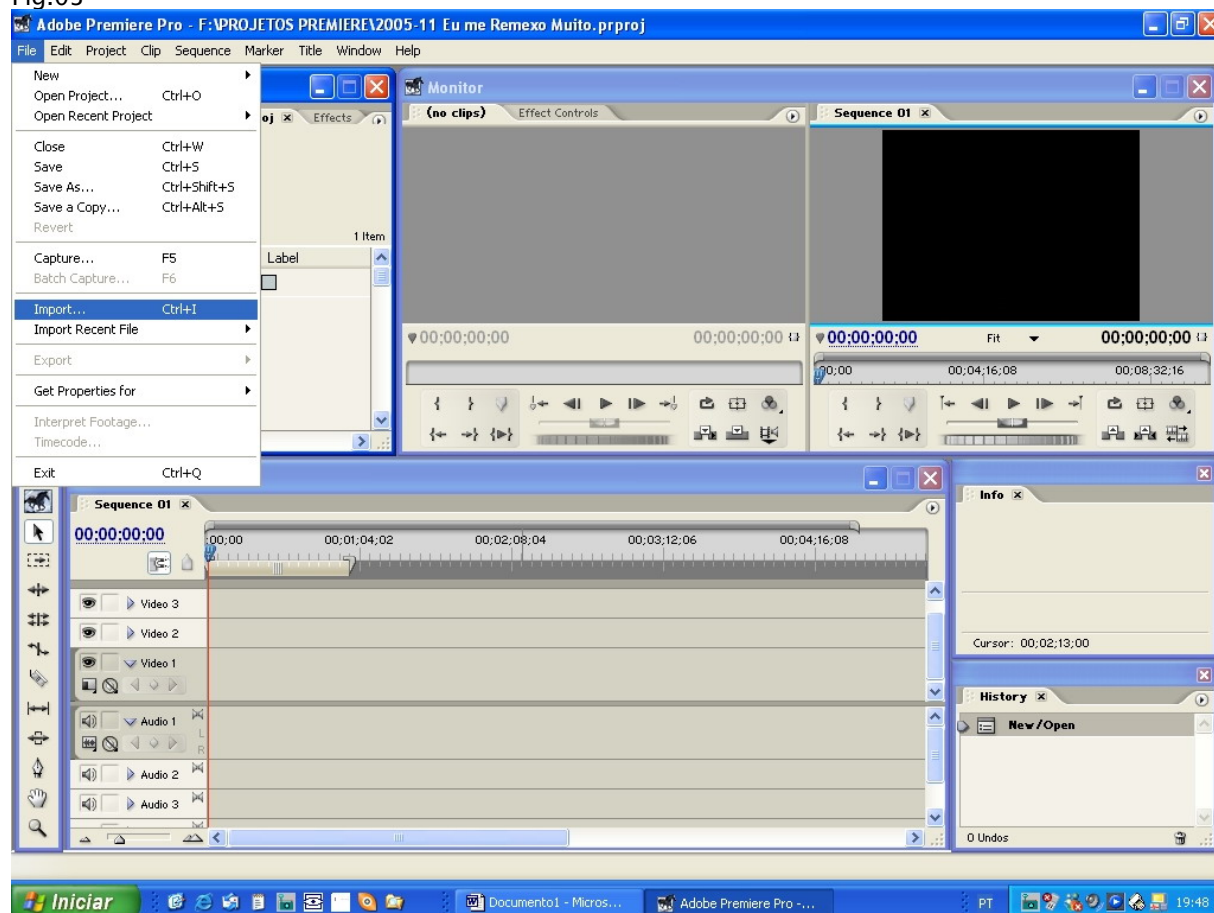 Fig.05
Adobe Premiere Pro - F:\PROJETOS PREMIERE\2005-11 Eu me Remexo Muito.prproj
File Edit Project Clip Sequence Marker Title Window Help
New
Open Project... Ctrl+O
Open Recent Project
Close Ctrl+W
Save Ctrl+S
Save As... Ctrl+Shift+S
Save a Copy... Ctrl+Alt+S
Revert
Capture... F5
Batch Capture... F6
Import... Ctrl+I
Import Recent File
Export
Get Properties for
Interpret Footage...
Timecode...
Exit Ctrl+Q
oj Effects
1 Item
Label
Monitor
(no clips) Effect Controls
00;00;00;00 00;00;00;00
Sequence 01
00;00;00;00 Fit 00;00;00;00
00;00 00;04;16;08 00;08;32;16
Sequence 01
00;00;00;00
;00;00 00;01;04;02 00;02;08;04 00;03;12;06 00;04;16;08
Video 3
Video 2
Video 1
Audio 1
L
R
Audio 2
Audio 3
Info
Cursor: 00;02;13;00
History
New/Open
0 Undos
Iniciar Documento1 - Micros... Adobe Premiere Pro -... PT 19:48